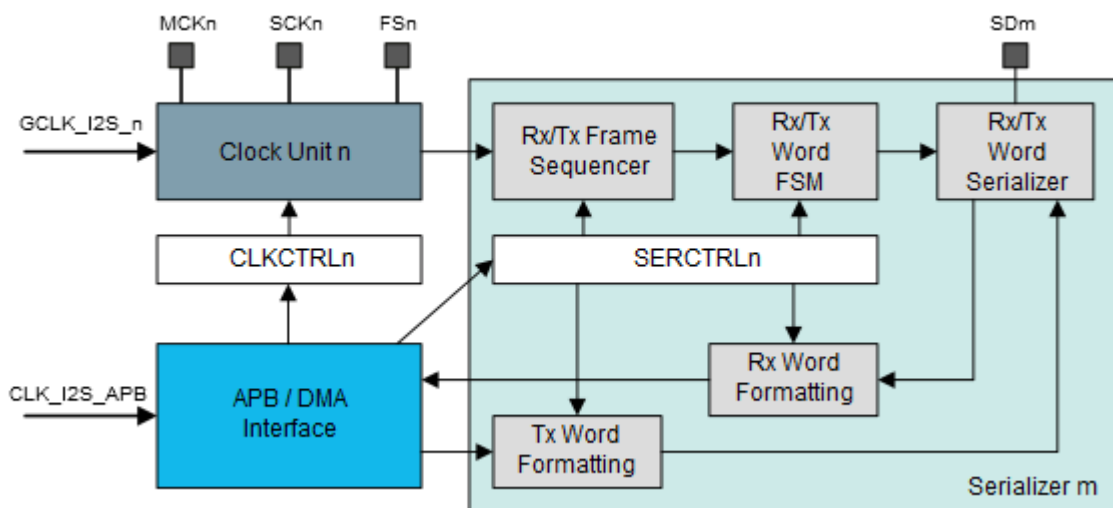 MCKn
SCKn
FSn
SDm
GCLK_I2S_n
Clock Unit n
Rx/Tx Frame
Sequencer
Rx/Tx
Word
FSM
Rx/Tx
Word
Serializer
CLKCTRLn
SERCTRLn
CLK_I2S_APB
APB / DMA
Interface
Rx Word
Formatting
Tx Word
Formatting
Serializer m